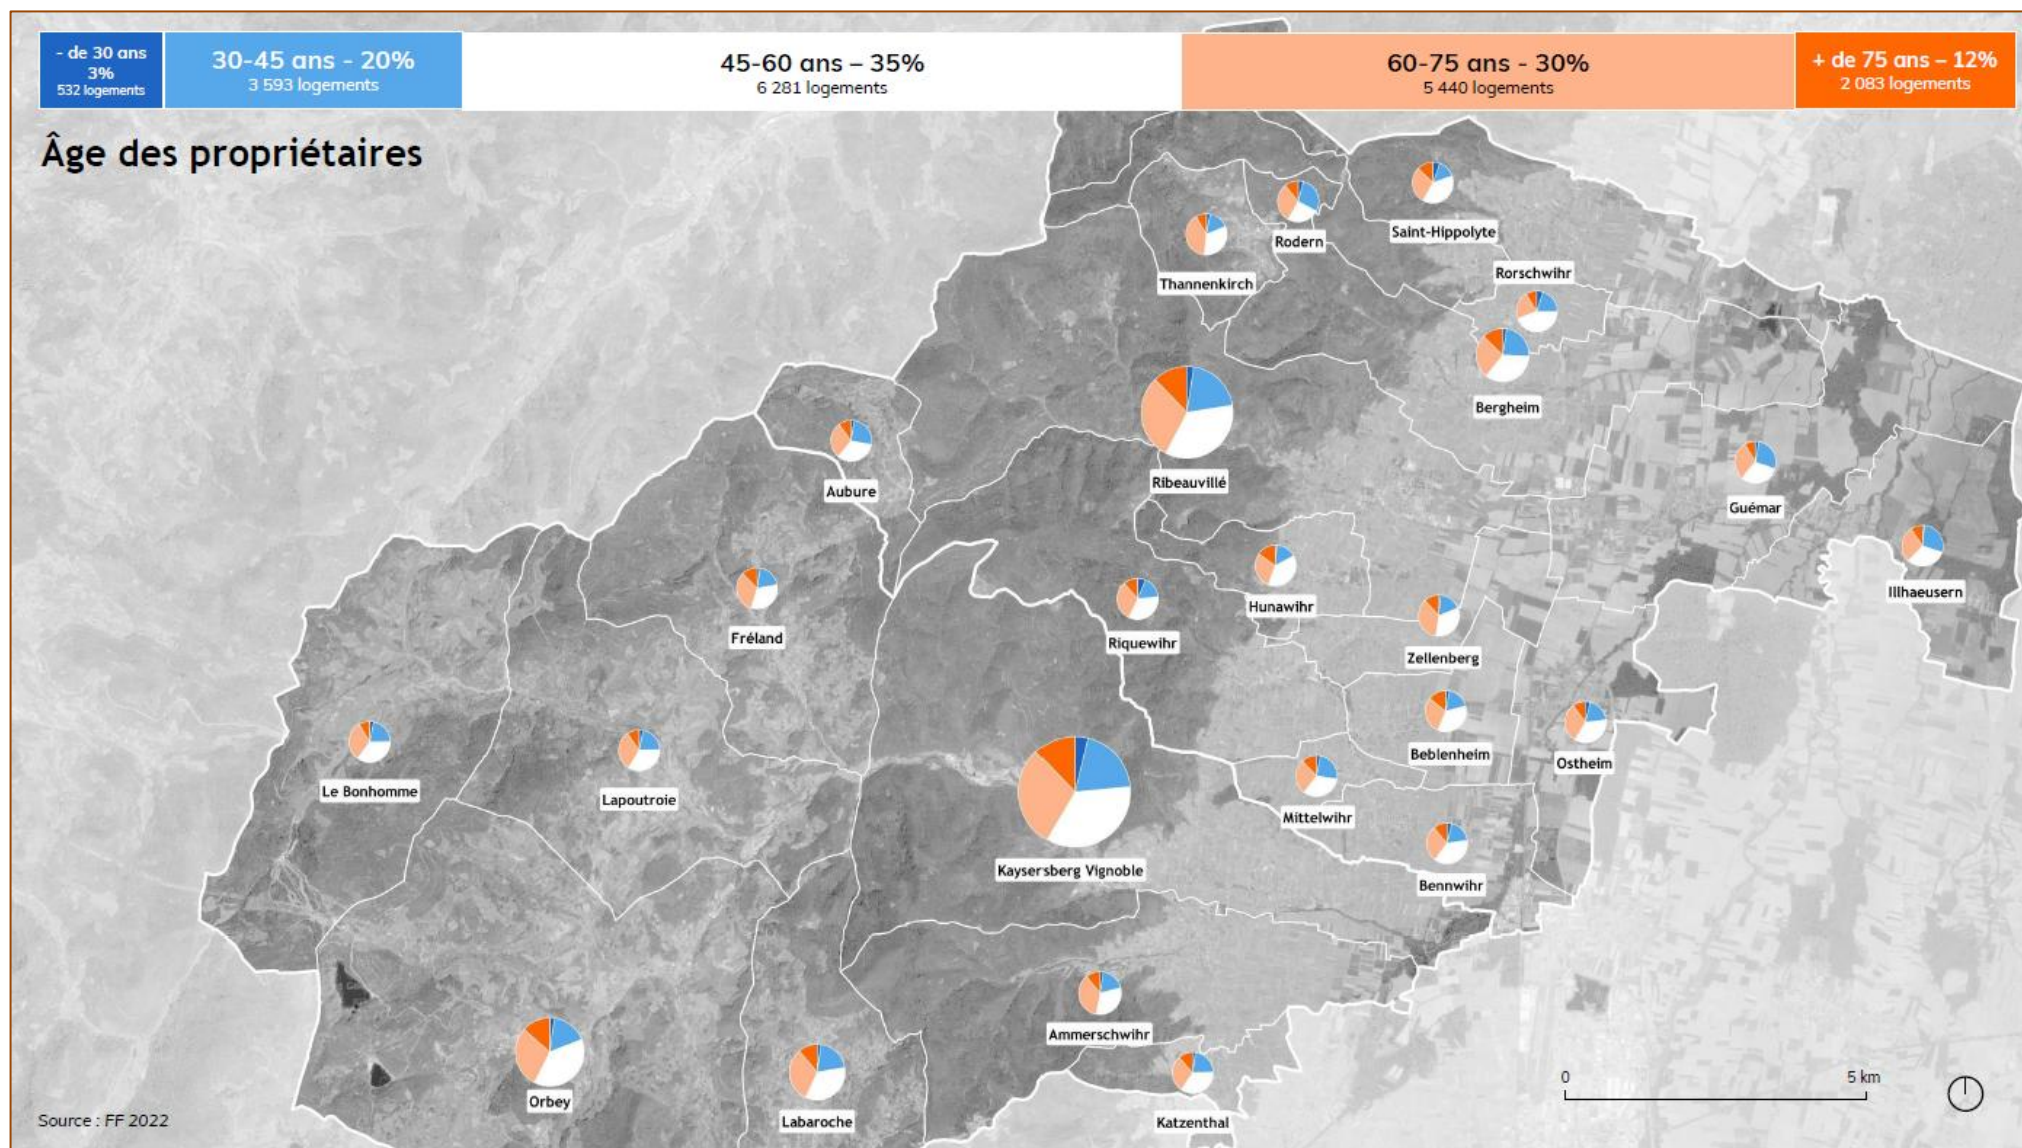 - de 30 ans
3%
532 logements
30-45 ans - 20%
3 593 logements
45-60 ans – 35%
6 281 logements
60-75 ans - 30%
5 440 logements
+ de 75 ans – 12%
2 083 logements
Âge des propriétaires
Saint-Hippolyte
Rodern
Thannenkirch
Rorschwihr
Bergheim
Ribeauvillé
Aubure
Guémar
Illhaeusern
Hunawihr
Fréland
Riquewihr
Zellenberg
Beblenheim
Ostheim
Le Bonhomme
Lapoutroie
Mittelwihr
Kaysersberg Vignoble
Bennwihr
Ammerschwihr
Orbey
Labaroche
Katzenthal
0 5 km
Source : FF 2022